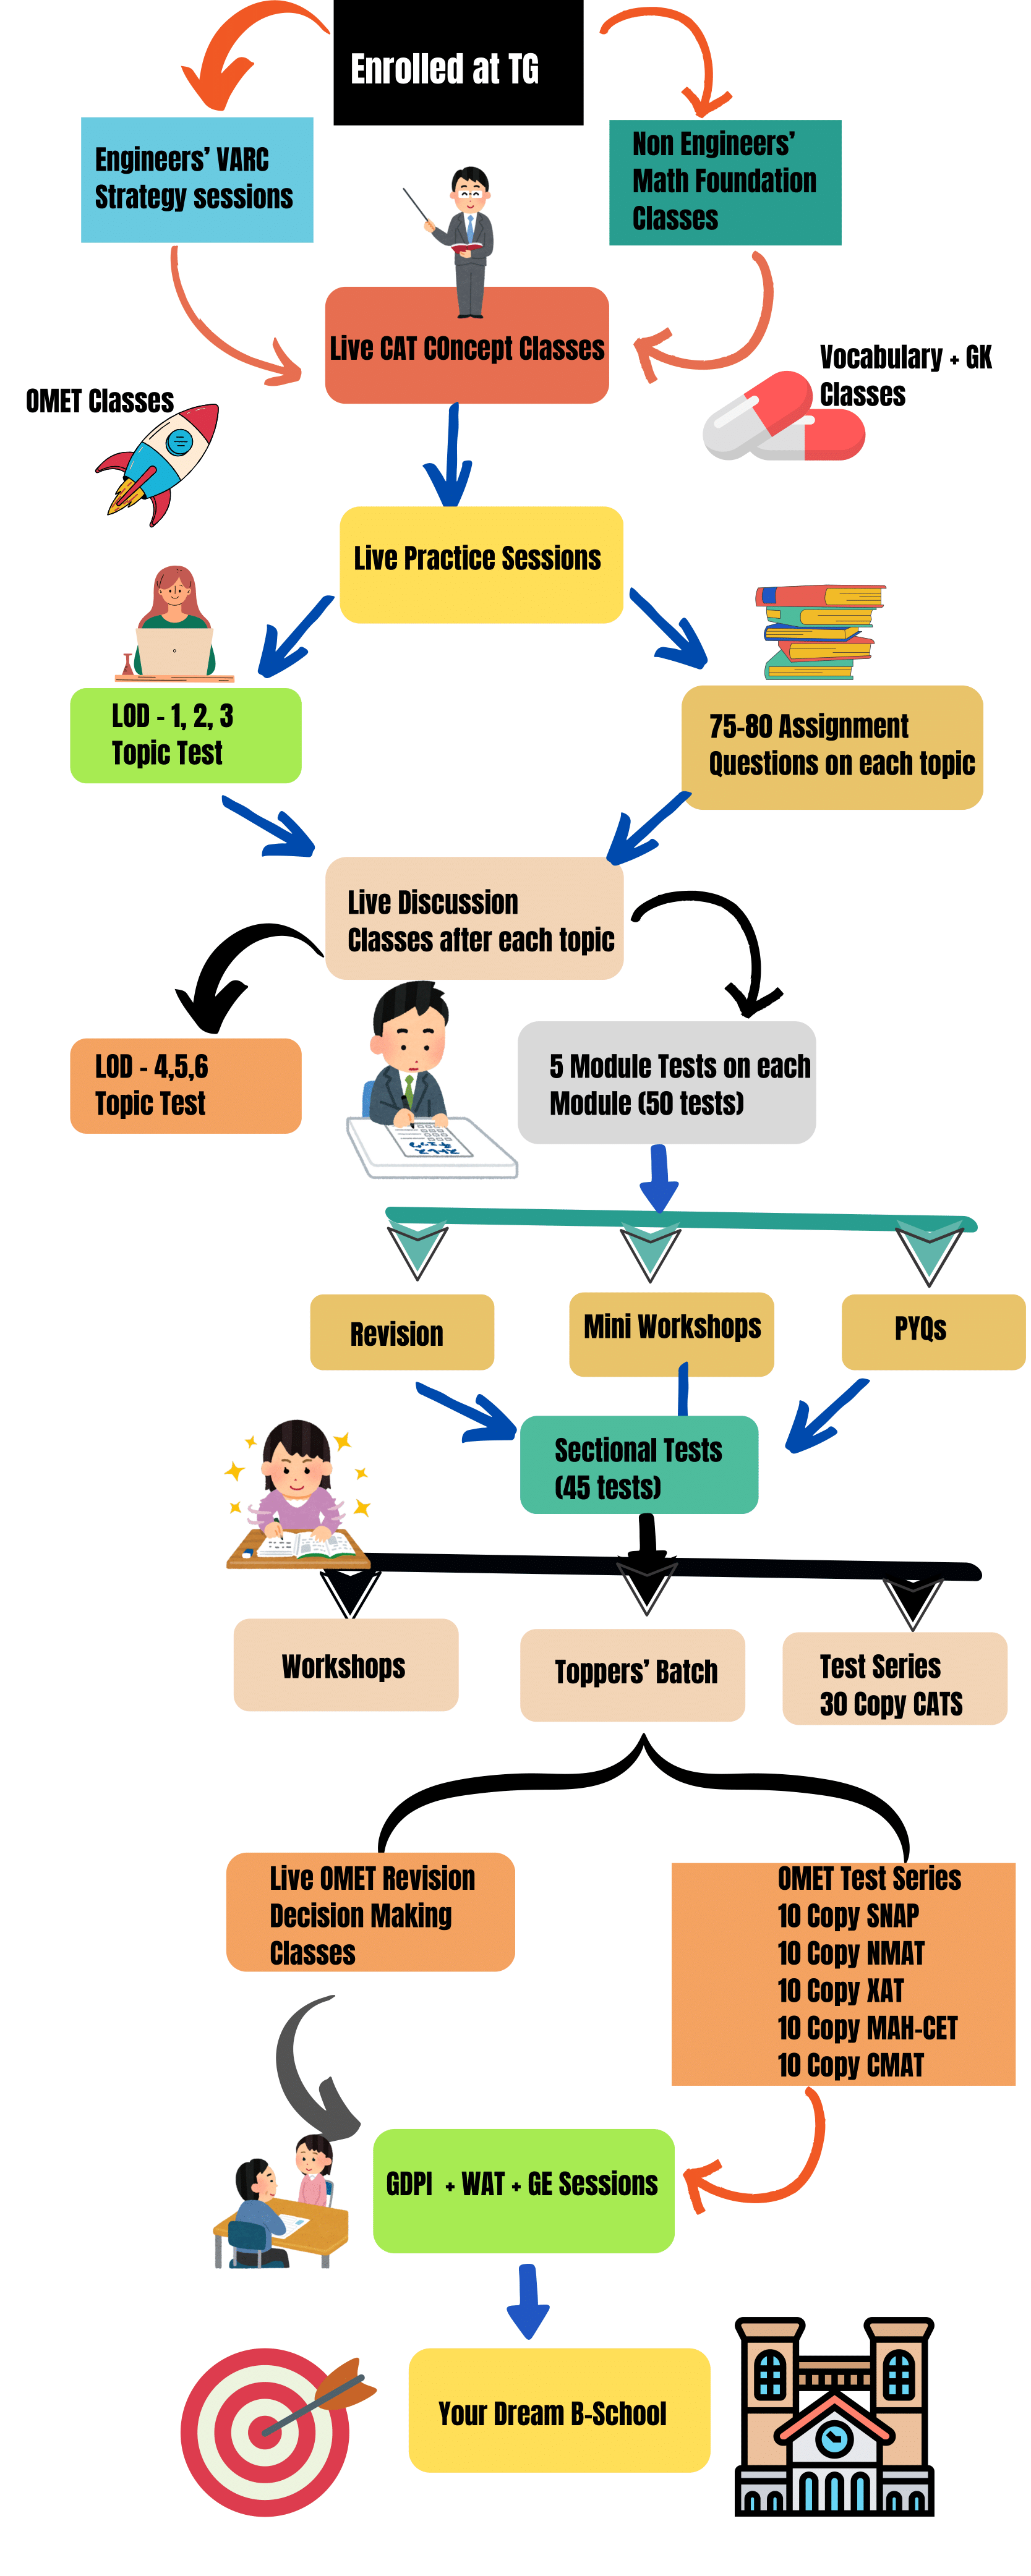 Enrolled at TG
Engineers' VARC
Strategy sessions
Non Engineers'
Math Foundation
Classes
Live CAT COncept Classes
Vocabulary + GK
Classes
OMET Classes
Live Practice Sessions
LOD - 1, 2, 3
Topic Test
75-80 Assignment
Questions on each topic
Live Discussion
Classes after each topic
LOD - 4,5,6
Topic Test
5 Module Tests on each
Module (50 tests)
Revision
Mini Workshops
PYQs
Sectional Tests
(45 tests)
Workshops
Toppers' Batch
Test Series
30 Copy CATS
Live OMET Revision
Decision Making
Classes
OMET Test Series
10 Copy SNAP
10 Copy NMAT
10 Copy XAT
10 Copy MAH-CET
10 Copy CMAT
GDPI + WAT + GE Sessions
Your Dream B-School